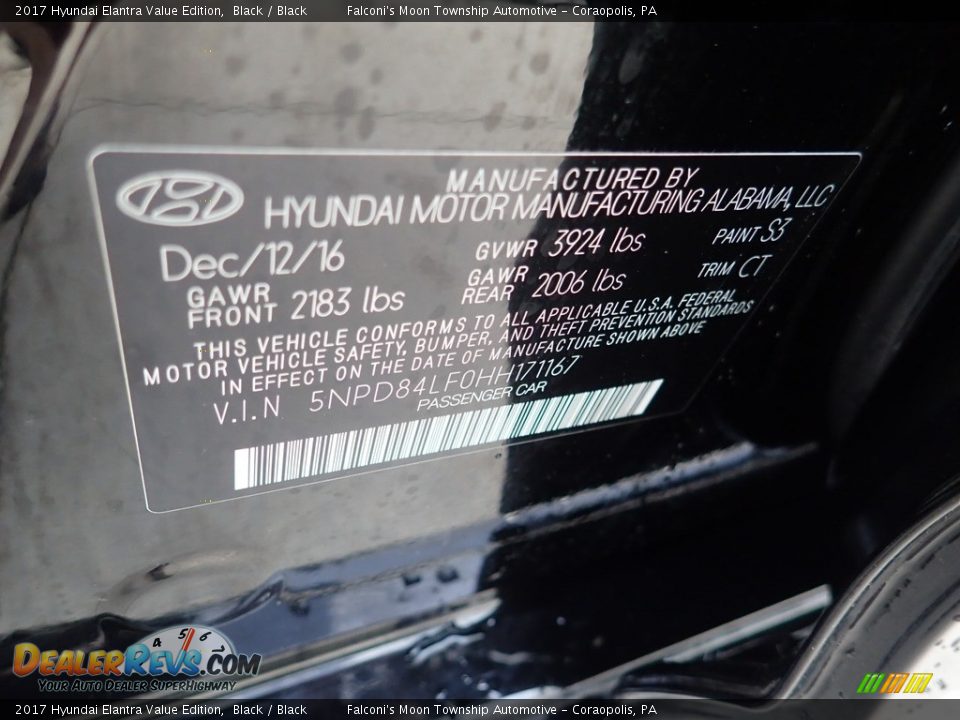 2017 Hyundai Elantra Value Edition, Black / Black Falconi's Moon Township Automotive - Coraopolis, PA
MANUFACTURED BY
HYUNDAI MOTOR MANUFACTURING ALABAMA, LLC
Dec/12/16 GVWR 3924 lbs PAINT S3
GAWR FRONT 2183 lbs GAWR REAR 2006 lbs TRIM CT
THIS VEHICLE CONFORMS TO ALL APPLICABLE U.S.A. FEDERAL
MOTOR VEHICLE SAFETY, BUMPER, AND THEFT PREVENTION STANDARDS
IN EFFECT ON THE DATE OF MANUFACTURE SHOWN ABOVE
V.I.N 5NPD84LF0HH171167
PASSENGER CAR
4 5 6 7
DEALERREVS.COM
YOUR AUTO DEALER SUPERHIGHWAY
2017 Hyundai Elantra Value Edition, Black / Black Falconi's Moon Township Automotive - Coraopolis, PA